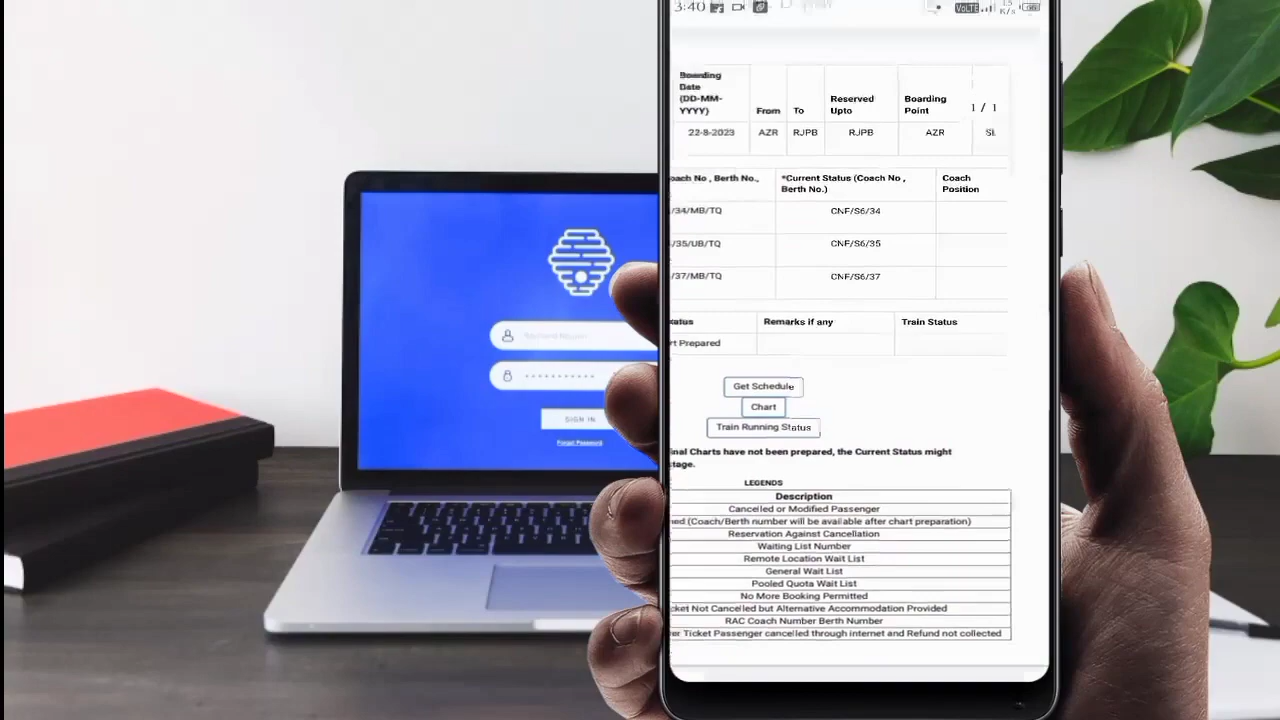 3:40
VoLTE
K/s
Boarding
Date
(DD-MM-
YYYY)
From
To
Reserved
Upto
Boarding
Point
1 / 1
22-8-2023
AZR
RJPB
RJPB
AZR
SL
oach No , Berth No.,
*Current Status (Coach No ,
Berth No.)
Coach
Position
/34/MB/TQ
CNF/S6/34
/35/UB/TQ
CNF/S6/35
/37/MB/TQ
CNF/S6/37
tatus
Remarks if any
Train Status
rt Prepared
Get Schedule
Chart
Train Running Status
inal Charts have not been prepared, the Current Status might
tage.
LEGENDS
Description
Cancelled or Modified Passenger
ned (Coach/Berth number will be available after chart preparation)
Reservation Against Cancellation
Waiting List Number
Remote Location Wait List
General Wait List
Pooled Quota Wait List
No More Booking Permitted
cket Not Cancelled but Alternative Accommodation Provided
RAC Coach Number Berth Number
er Ticket Passenger cancelled through internet and Refund not collected
SIGN IN
Forgot Password